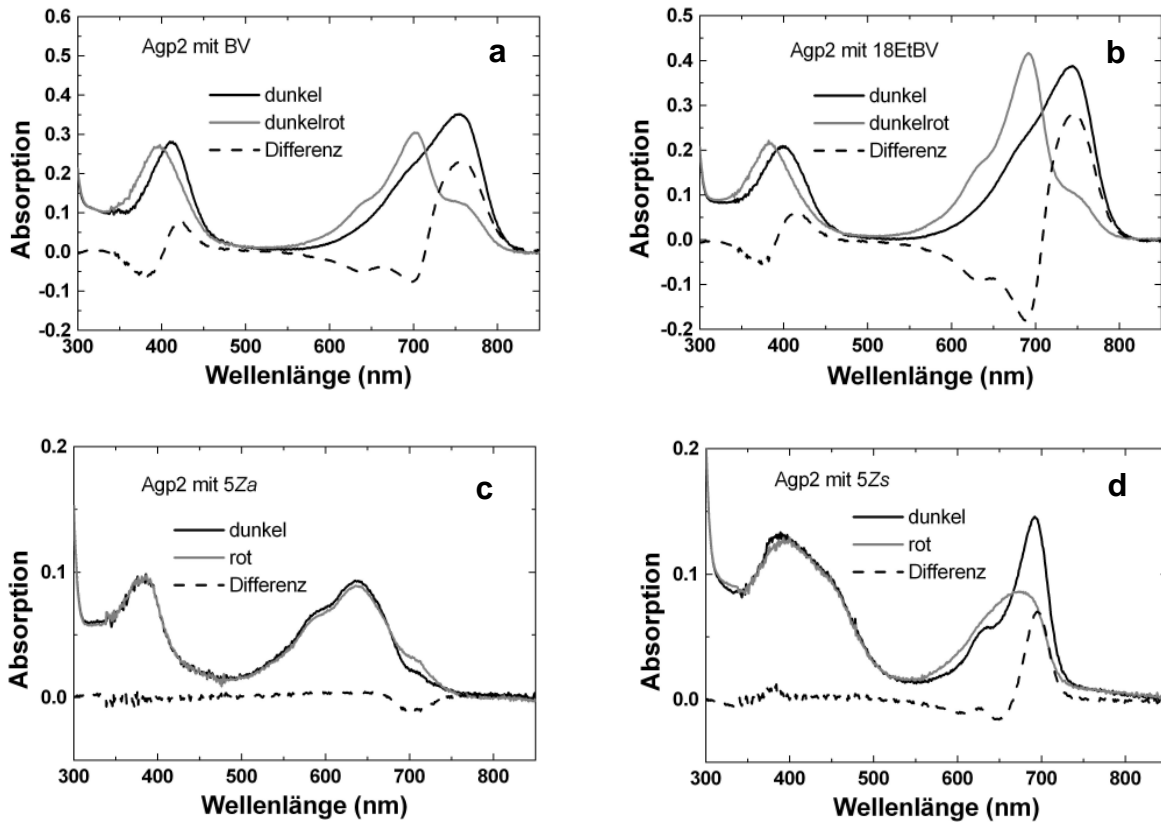 Agp2 mit BV
a
dunkel
dunkelrot
Differenz
Absorption
0.6
0.5
0.4
0.3
0.2
0.1
0.0
-0.1
-0.2
300 400 500 600 700 800
Wellenlänge (nm)
Agp2 mit 18EtBV
b
dunkel
dunkelrot
Differenz
Absorption
0.5
0.4
0.3
0.2
0.1
0.0
-0.1
-0.2
300 400 500 600 700 800
Wellenlänge (nm)
Agp2 mit 5Za
c
dunkel
rot
Differenz
Absorption
0.2
0.1
0.0
300 400 500 600 700 800
Wellenlänge (nm)
Agp2 mit 5Zs
d
dunkel
rot
Differenz
Absorption
0.2
0.1
0.0
300 400 500 600 700 800
Wellenlänge (nm)